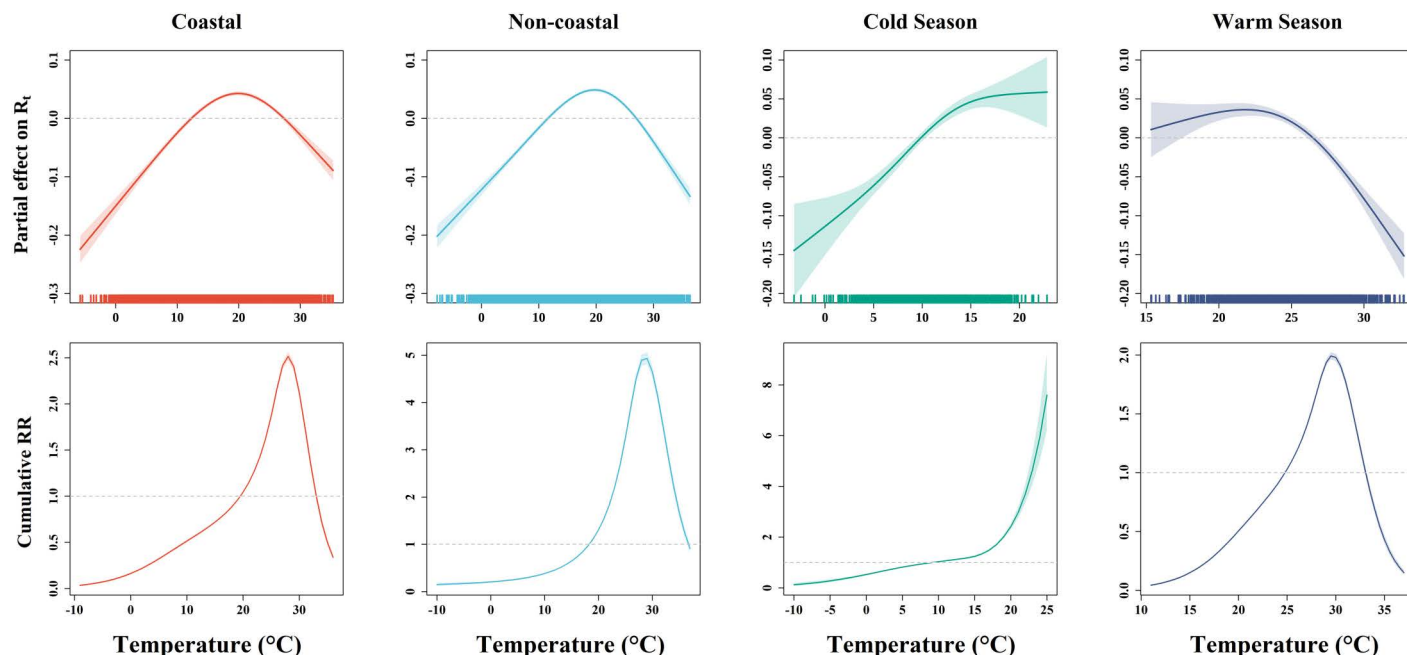 Coastal
Non-coastal
Cold Season
Warm Season
Partial effect on Rt
0.1
0.0
-0.1
-0.2
-0.3
0 10 20 30
0.1
0.0
-0.1
-0.2
-0.3
0 10 20 30
0.10
0.05
0.00
-0.05
-0.10
-0.15
-0.20
0 5 10 15 20
0.10
0.05
0.00
-0.05
-0.10
-0.15
-0.20
15 20 25 30
Cumulative RR
2.5
2.0
1.5
1.0
0.5
0.0
-10 0 10 20 30
5
4
3
2
1
0
-10 0 10 20 30
8
6
4
2
0
-10 -5 0 5 10 15 20 25
2.0
1.5
1.0
0.5
0.0
10 15 20 25 30 35
Temperature (°C)
Temperature (°C)
Temperature (°C)
Temperature (°C)